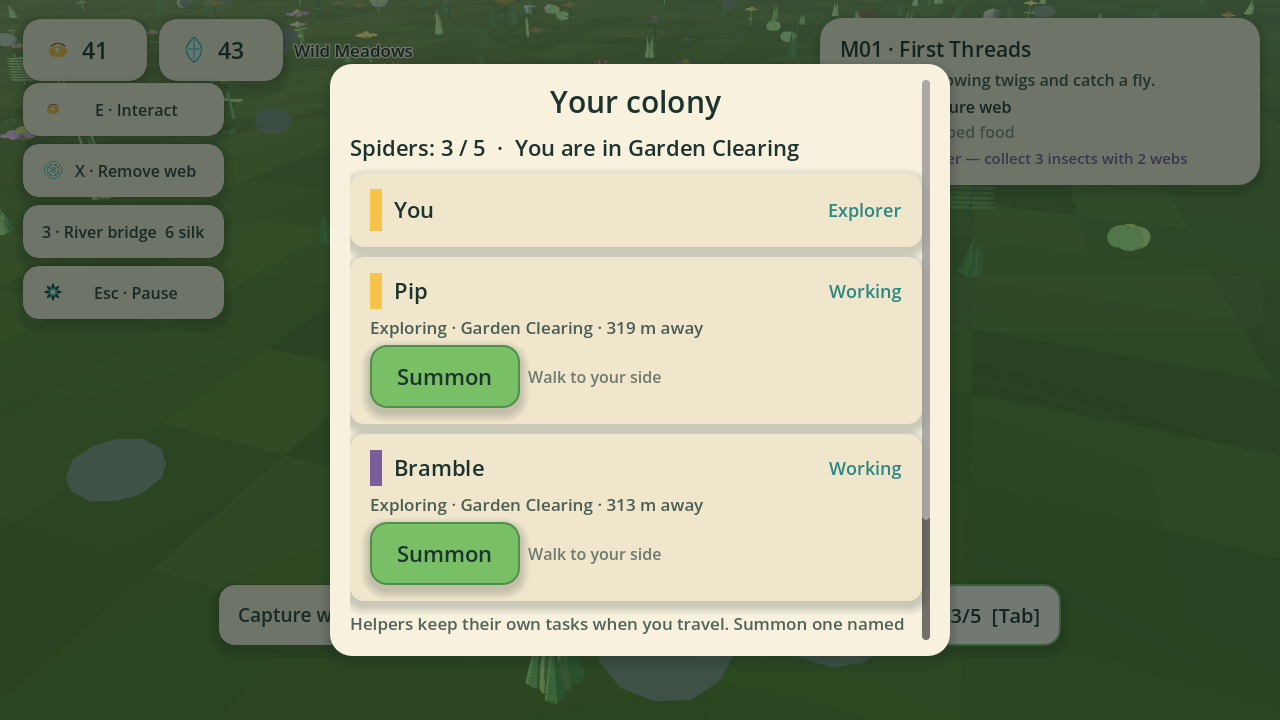 41
43
Wild Meadows
E · Interact
X · Remove web
3 · River bridge 6 silk
Esc · Pause
M01 · First Threads
twigs and catch a fly.
web
food
— collect 3 insects with 2 webs
Your colony
Spiders: 3 / 5 · You are in Garden Clearing
You
Explorer
Pip
Working
Exploring · Garden Clearing · 319 m away
Summon
Walk to your side
Bramble
Working
Exploring · Garden Clearing · 313 m away
Summon
Walk to your side
Helpers keep their own tasks when you travel. Summon one named
Capture
3/5 [Tab]